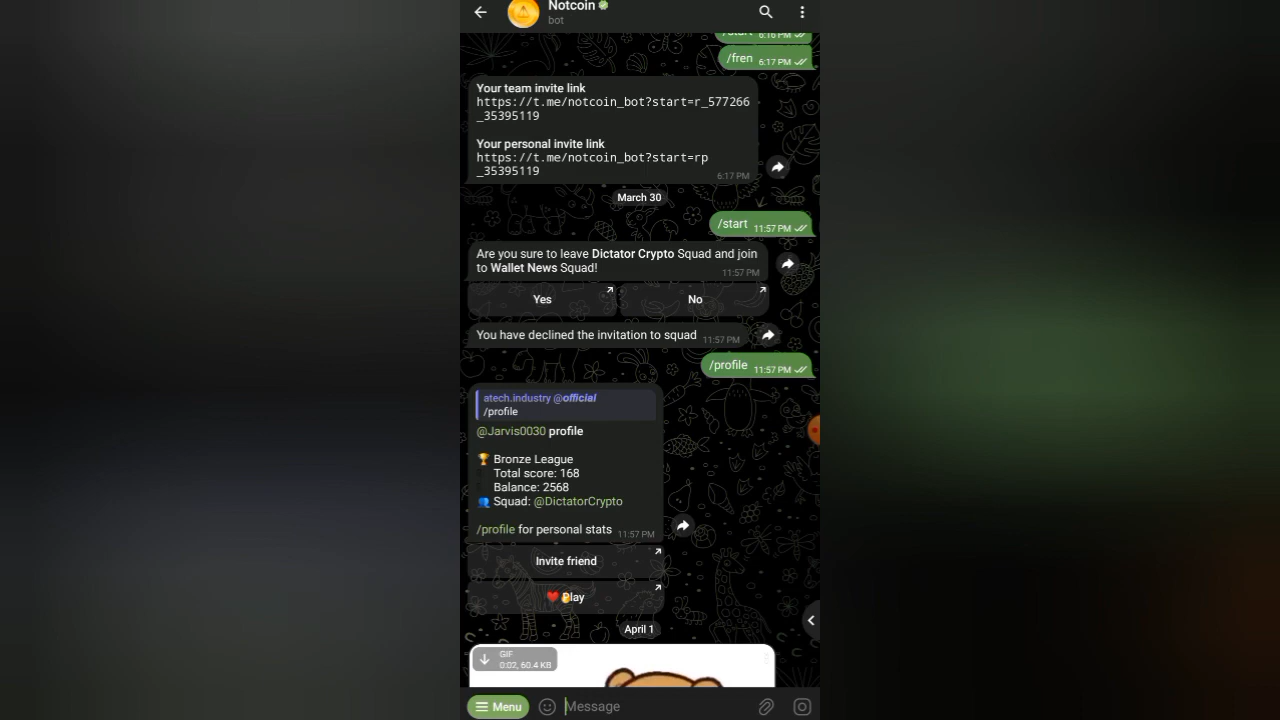 Notcoin
bot
/start 6:16 PM
/fren 6:17 PM
Your team invite link
https://t.me/notcoin_bot?start=r_577266
_35395119
Your personal invite link
https://t.me/notcoin_bot?start=rp
_35395119
6:17 PM
March 30
/start 11:57 PM
Are you sure to leave Dictator Crypto Squad and join
to Wallet News Squad!
11:57 PM
Yes No
You have declined the invitation to squad 11:57 PM
/profile 11:57 PM
atech.industry @official
/profile
@Jarvis0030 profile
Bronze League
Total score: 168
Balance: 2568
Squad: @DictatorCrypto
/profile for personal stats 11:57 PM
Invite friend
Play
April 1
GIF
0:02, 60.4 KB
Menu Message